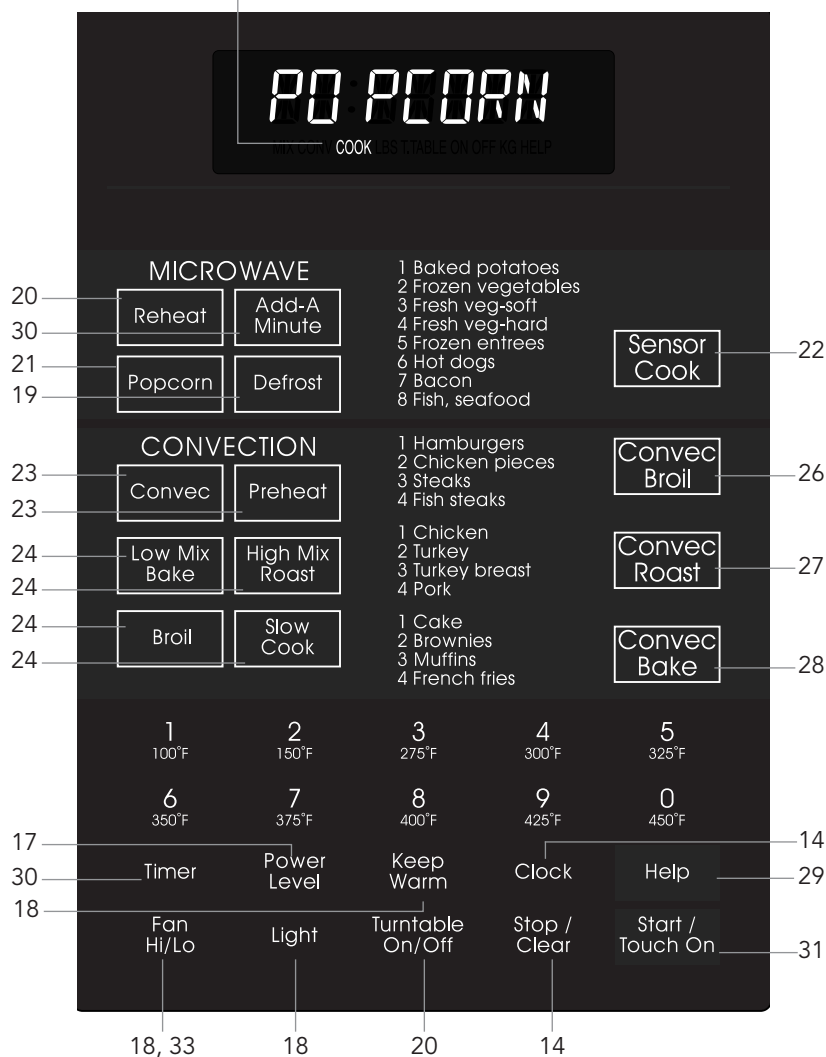 PO PCORN
MIX CONV COOK LBS T.TABLE ON OFF KG HELP
MICROWAVE
20
Reheat
30
Add-A
Minute
21
Popcorn
19
Defrost
1 Baked potatoes
2 Frozen vegetables
3 Fresh veg-soft
4 Fresh veg-hard
5 Frozen entrees
6 Hot dogs
7 Bacon
8 Fish, seafood
Sensor
Cook
22
CONVECTION
23
Convec
23
Preheat
24
Low Mix
Bake
24
High Mix
Roast
24
Broil
24
Slow
Cook
1 Hamburgers
2 Chicken pieces
3 Steaks
4 Fish steaks
Convec
Broil
26
1 Chicken
2 Turkey
3 Turkey breast
4 Pork
Convec
Roast
27
1 Cake
2 Brownies
3 Muffins
4 French fries
Convec
Bake
28
1 2 3 4 5
100°F 150°F 275°F 300°F 325°F
6 7 8 9 0
350°F 375°F 400°F 425°F 450°F
17
14
30
Timer
Power
Level
Keep
Warm
Clock
Help
29
18
Fan
Hi/Lo
Light
Turntable
On/Off
Stop /
Clear
Start /
Touch On
31
18, 33 18 20 14